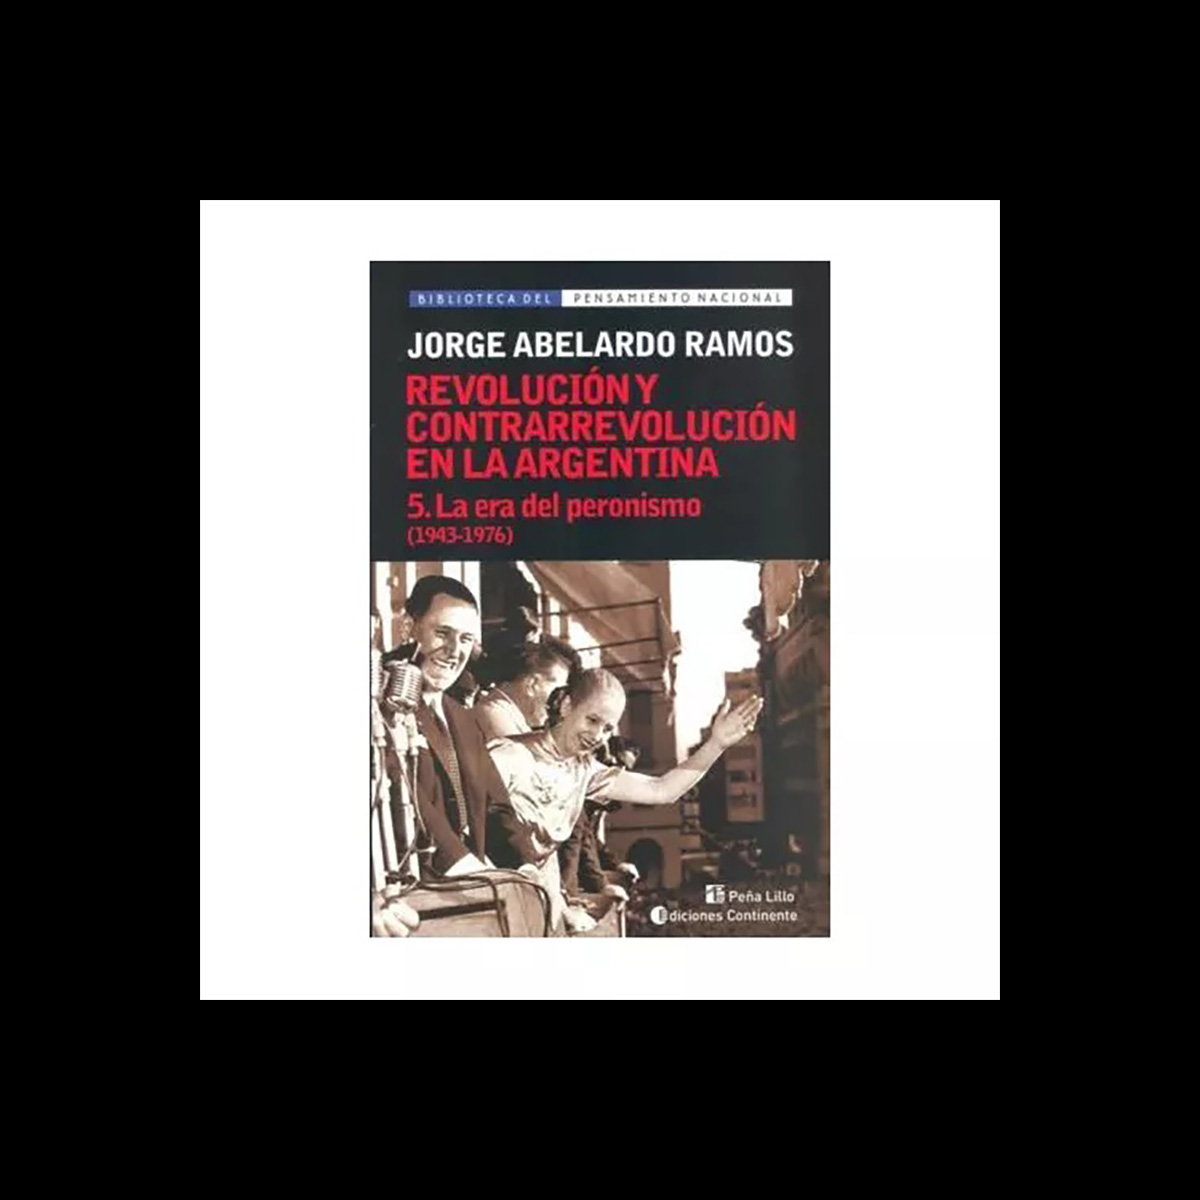 BIBLIOTECA DEL PENSAMIENTO NACIONAL
JORGE ABELARDO RAMOS
REVOLUCIÓN Y
CONTRARREVOLUCIÓN
EN LA ARGENTINA
5. La era del peronismo
(1943-1976)
Peña Lillo
Ediciones Continente